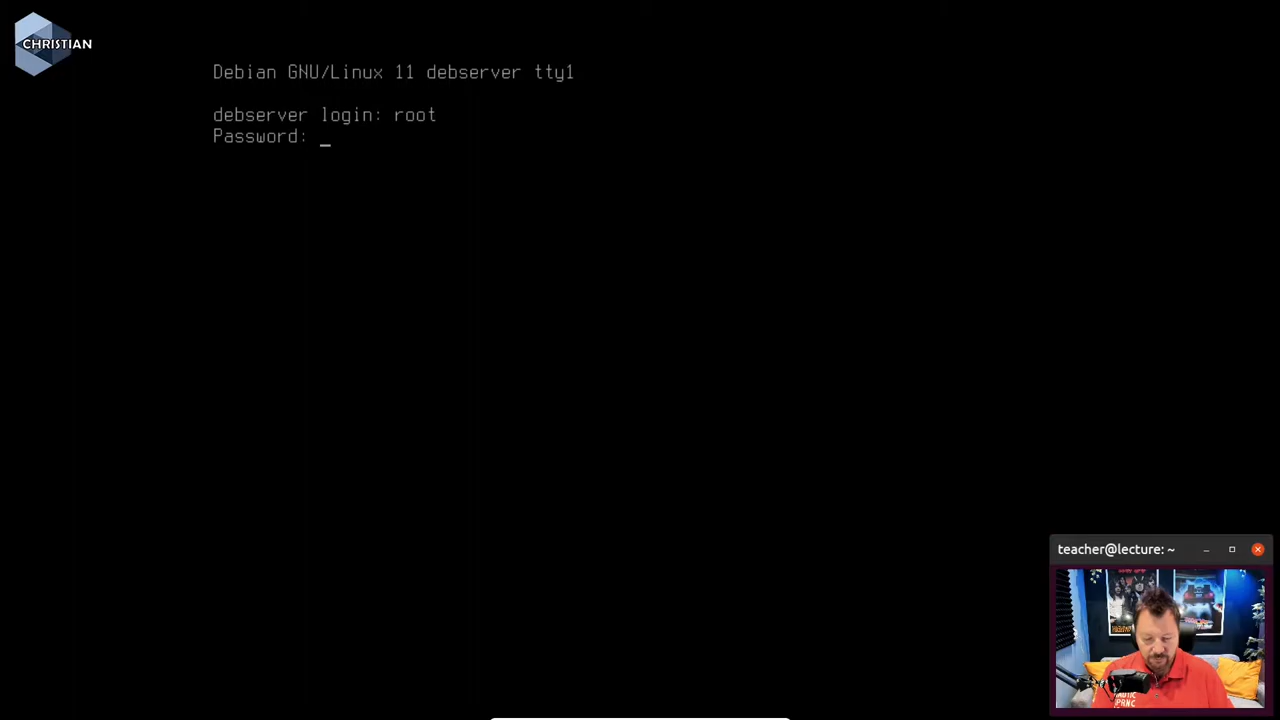 CHRISTIAN
Debian GNU/Linux 11 debserver tty1
debserver login: root
Password: _
teacher@lecture: ~